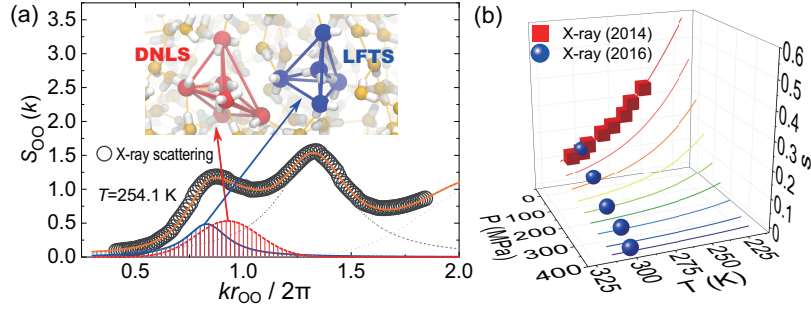 (a)
3.5
3.0
2.5
2.0
1.5
1.0
0.5
0.0
S_OO (k)
DNLS
LFTS
X-ray scattering
T=254.1 K
0.5
1.0
1.5
2.0
kr_OO / 2π
(b)
X-ray (2014)
X-ray (2016)
0.6
0.5
0.4
0.3
0.2
0.1
0
s
0
100
200
300
400
P (MPa)
325
300
275
250
225
T (K)